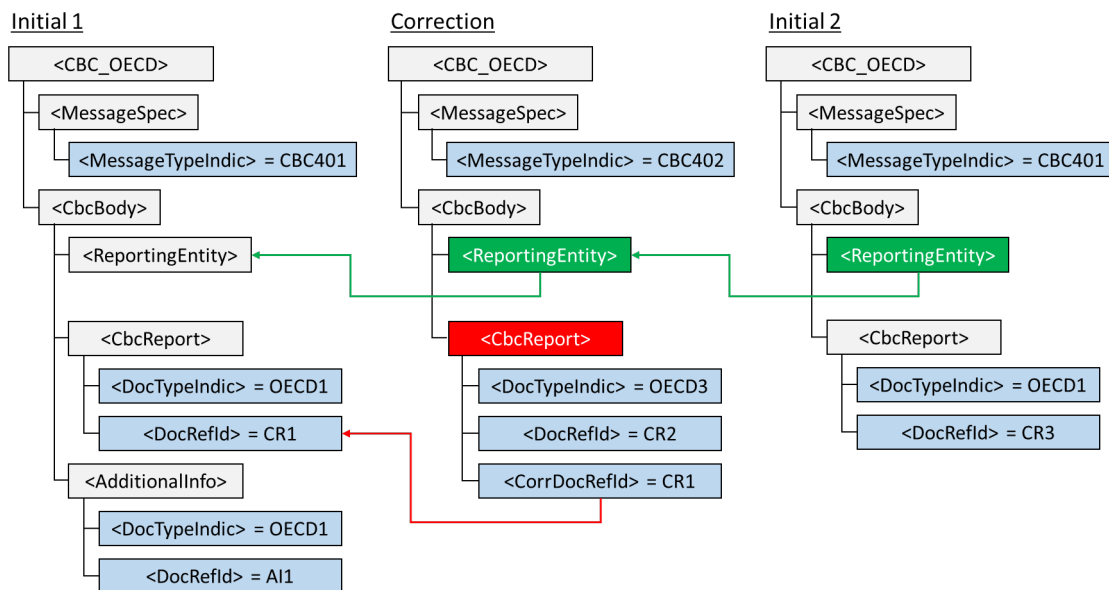 Initial 1
<CBC_OECD>
<MessageSpec>
<MessageTypeIndic> = CBC401
<CbcBody>
<ReportingEntity>
<CbcReport>
<DocTypeIndic> = OECD1
<DocRefId> = CR1
<AdditionalInfo>
<DocTypeIndic> = OECD1
<DocRefId> = AI1
Correction
<CBC_OECD>
<MessageSpec>
<MessageTypeIndic> = CBC402
<CbcBody>
<ReportingEntity>
<CbcReport>
<DocTypeIndic> = OECD3
<DocRefId> = CR2
<CorrDocRefId> = CR1
Initial 2
<CBC_OECD>
<MessageSpec>
<MessageTypeIndic> = CBC401
<CbcBody>
<ReportingEntity>
<CbcReport>
<DocTypeIndic> = OECD1
<DocRefId> = CR3